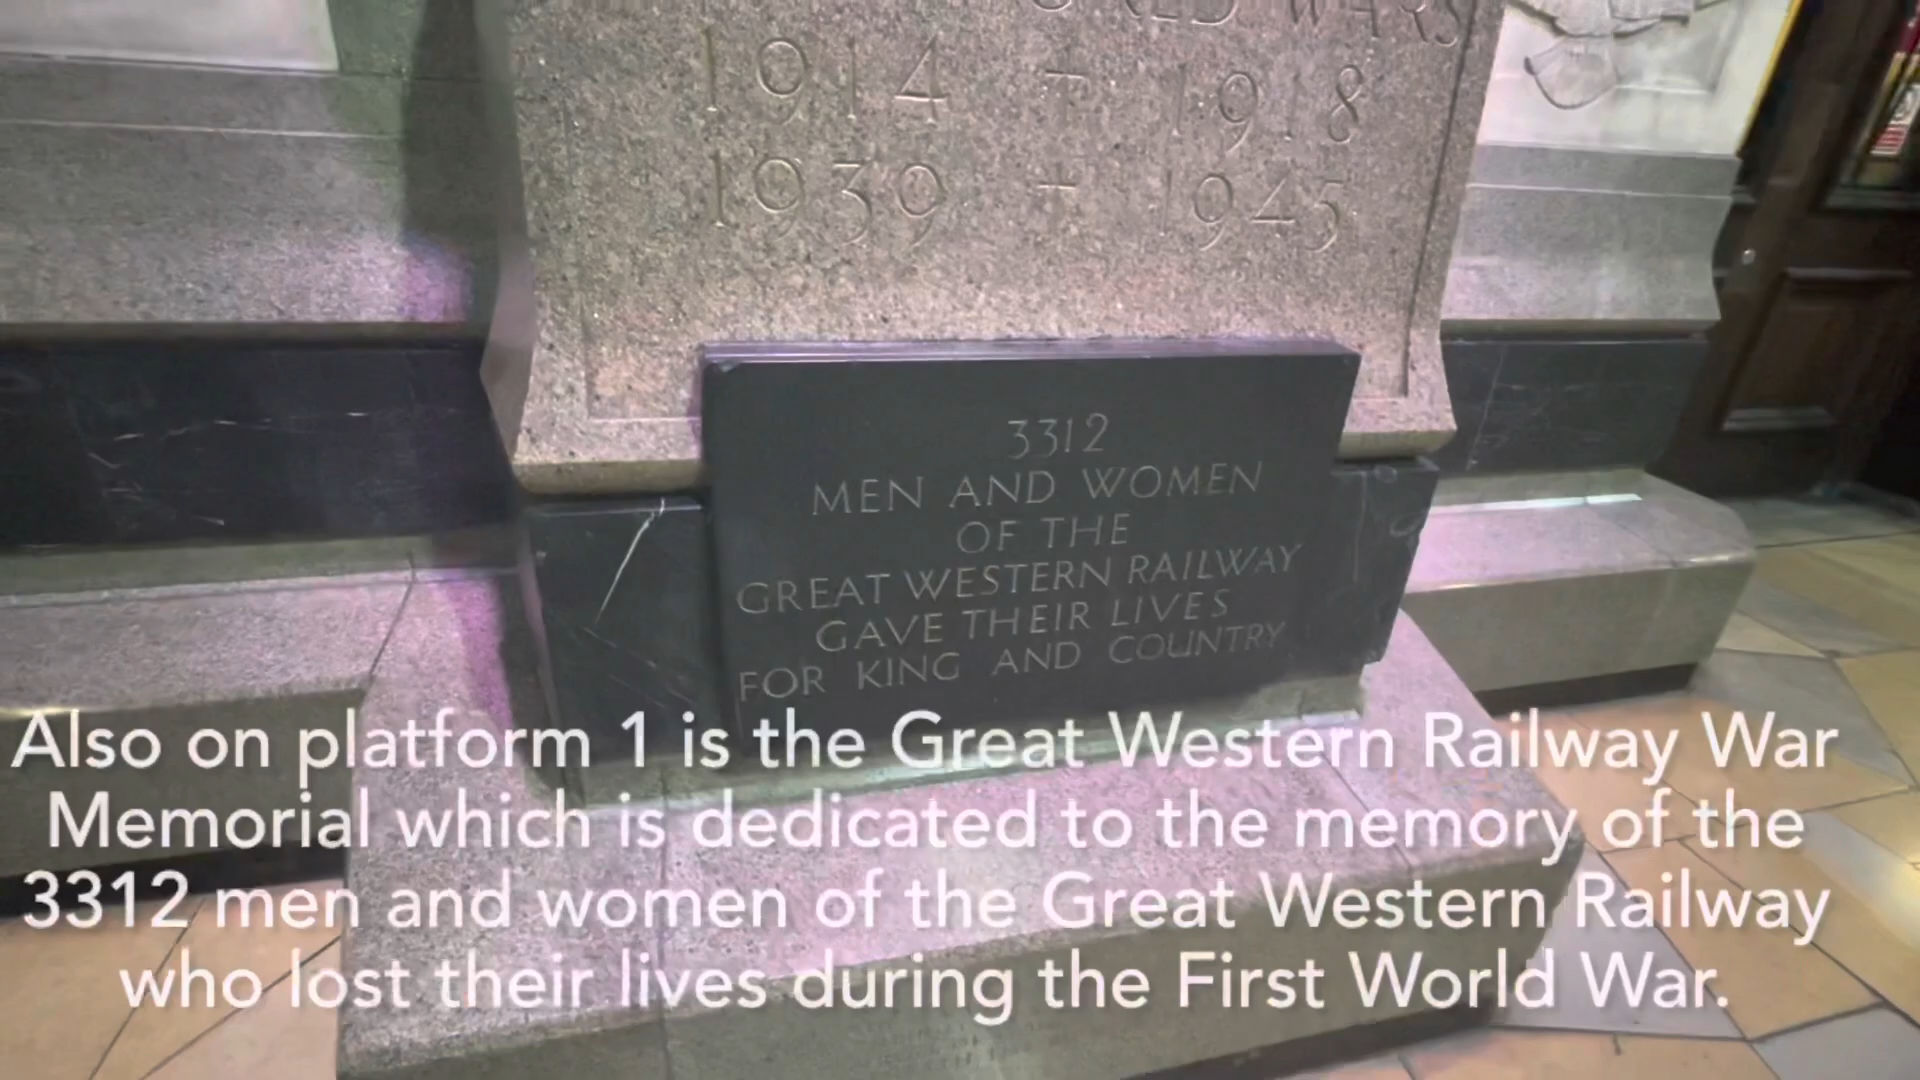 WARS
1914 + 1918
1939 + 1945
3312
MEN AND WOMEN
OF THE
GREAT WESTERN RAILWAY
GAVE THEIR LIVES
FOR KING AND COUNTRY
Also on platform 1 is the Great Western Railway War
Memorial which is dedicated to the memory of the
3312 men and women of the Great Western Railway
who lost their lives during the First World War.